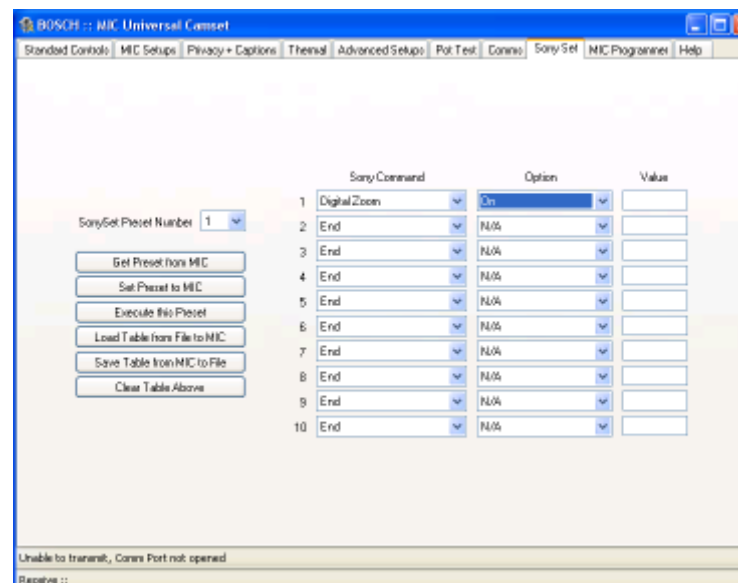 BOSCH :: MIC Universal Camset
Standard Controls MIC Setups Privacy + Captions Thermal Advanced Setups Pot Test Comms Sony Set MIC Programmer Help
Sony Command Option Value
SonySet Preset Number 1
Get Preset from MIC
Set Preset to MIC
Execute this Preset
Load Table from File to MIC
Save Table from MIC to File
Clear Table Above
1 Digital Zoom On
2 End N/A
3 End N/A
4 End N/A
5 End N/A
6 End N/A
7 End N/A
8 End N/A
9 End N/A
10 End N/A
Unable to transmit, Comm Port not opened
Receive ::